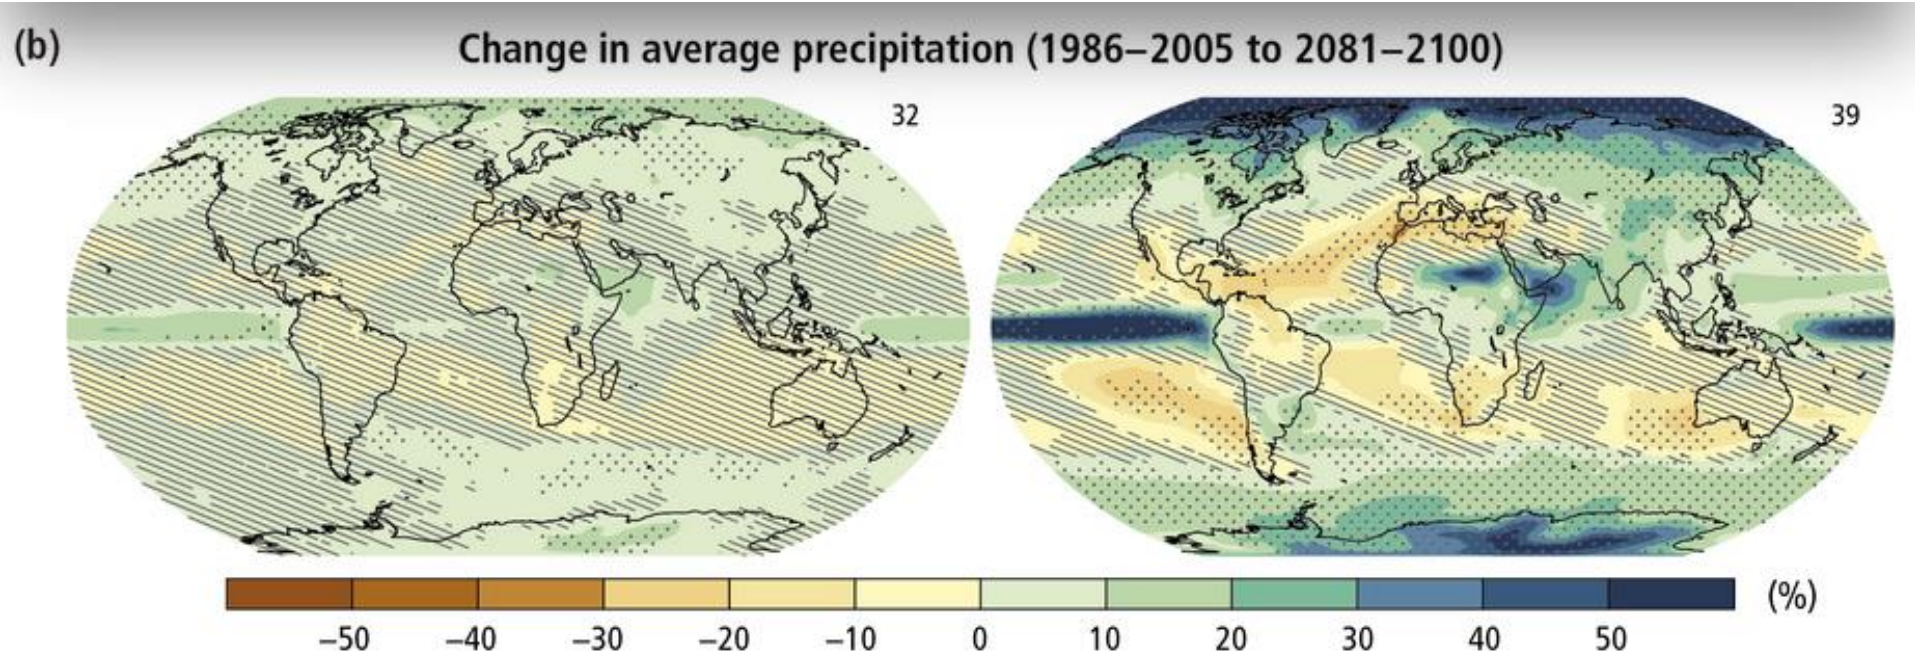 (b)
Change in average precipitation (1986–2005 to 2081–2100)
32
39
(%)
–50 –40 –30 –20 –10 0 10 20 30 40 50